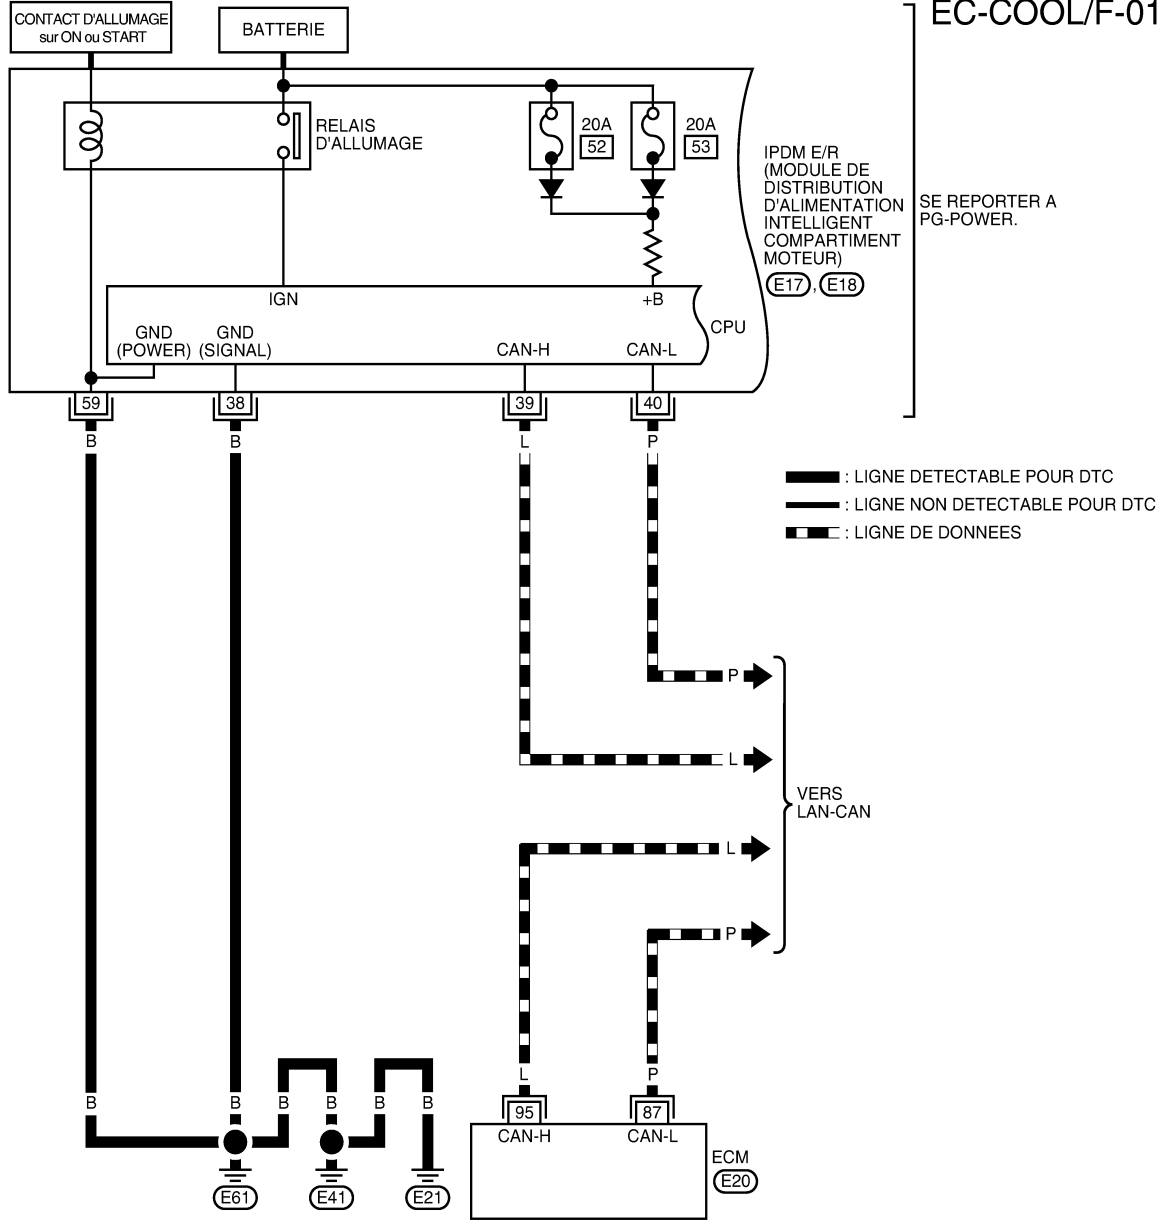 EC-COOL/F-01
CONTACT D'ALLUMAGE
sur ON ou START
BATTERIE
RELAIS
D'ALLUMAGE
20A
52
20A
53
IPDM E/R
(MODULE DE
DISTRIBUTION
D'ALIMENTATION
INTELLIGENT
COMPARTIMENT
MOTEUR)
E17 , E18
SE REPORTER A
PG-POWER.
IGN
+B
CPU
GND
(POWER)
GND
(SIGNAL)
CAN-H
CAN-L
59
38
39
40
B
B
L
P
: LIGNE DETECTABLE POUR DTC
: LIGNE NON DETECTABLE POUR DTC
: LIGNE DE DONNEES
P
L
VERS
LAN-CAN
L
P
L
P
B
B
B
B
B
B
95
87
CAN-H
CAN-L
ECM
E20
E61
E41
E21